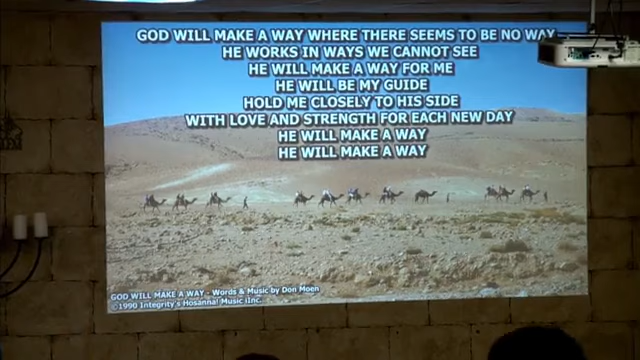 GOD WILL MAKE A WAY WHERE THERE SEEMS TO BE NO WAY
HE WORKS IN WAYS WE CANNOT SEE
HE WILL MAKE A WAY FOR ME
HE WILL BE MY GUIDE
HOLD ME CLOSELY TO HIS SIDE
WITH LOVE AND STRENGTH FOR EACH NEW DAY
HE WILL MAKE A WAY
HE WILL MAKE A WAY
GOD WILL MAKE A WAY - Words & Music by Don Moen
©1990 Integrity's Hosanna! Music Inc.